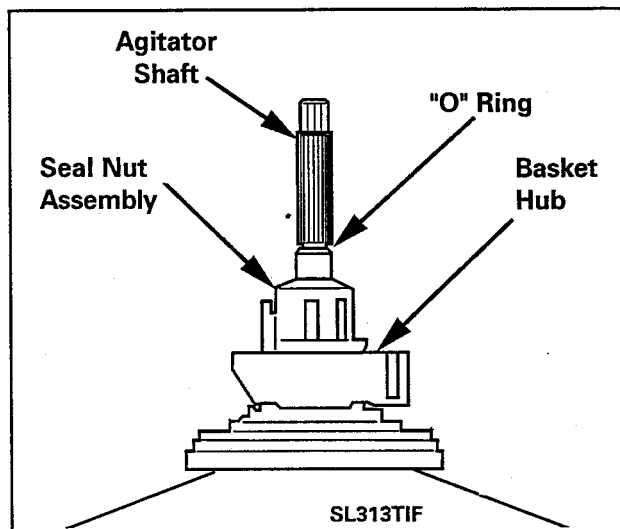 Agitator
Shaft
"O" Ring
Seal Nut
Assembly
Basket
Hub
SL313TIF